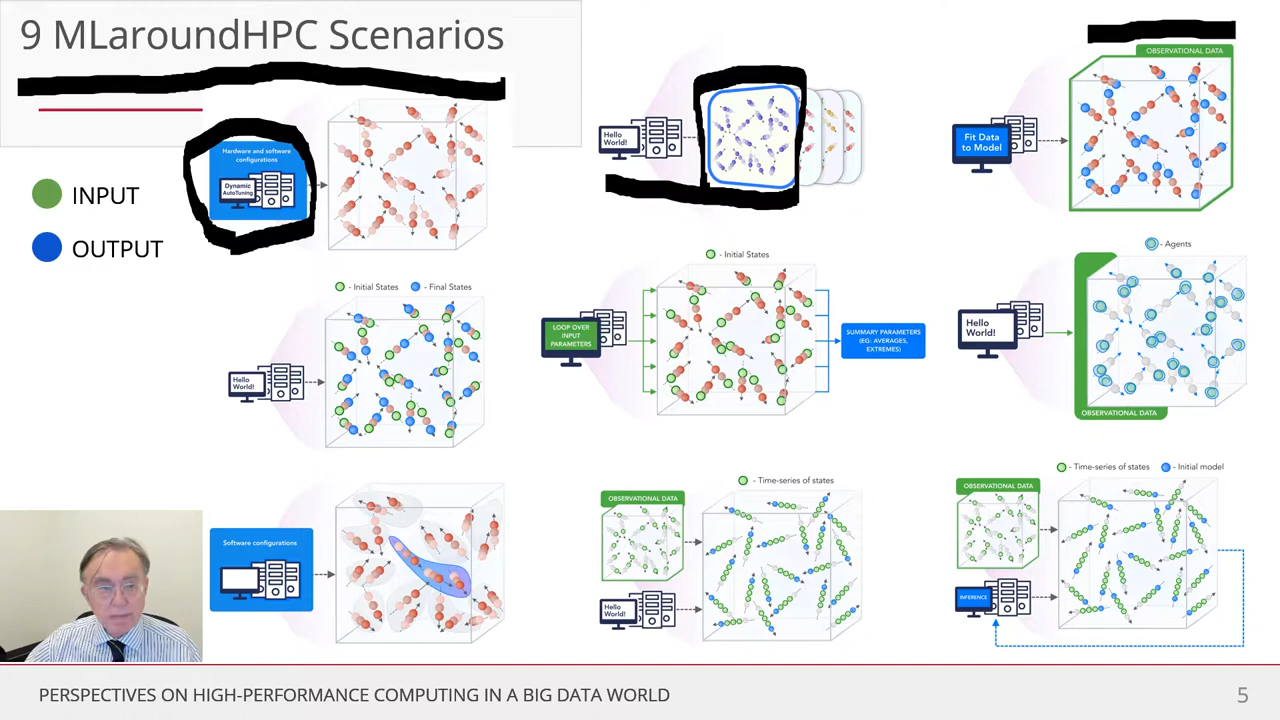 9 MLaroundHPC Scenarios
INPUT
OUTPUT
Hardware and software
configurations
Dynamic
AutoTuning
Hello
World!
OBSERVATIONAL DATA
Fit Data
to Model
- Initial States
- Final States
Hello
World!
- Initial States
LOOP OVER
INPUT
PARAMETERS
SUMMARY PARAMETERS
(EG: AVERAGES,
EXTREMES)
- Agents
Hello
World!
OBSERVATIONAL DATA
Software configurations
- Time-series of states
OBSERVATIONAL DATA
Hello
World!
- Time-series of states
- Initial model
OBSERVATIONAL DATA
INFERENCE
PERSPECTIVES ON HIGH-PERFORMANCE COMPUTING IN A BIG DATA WORLD
5